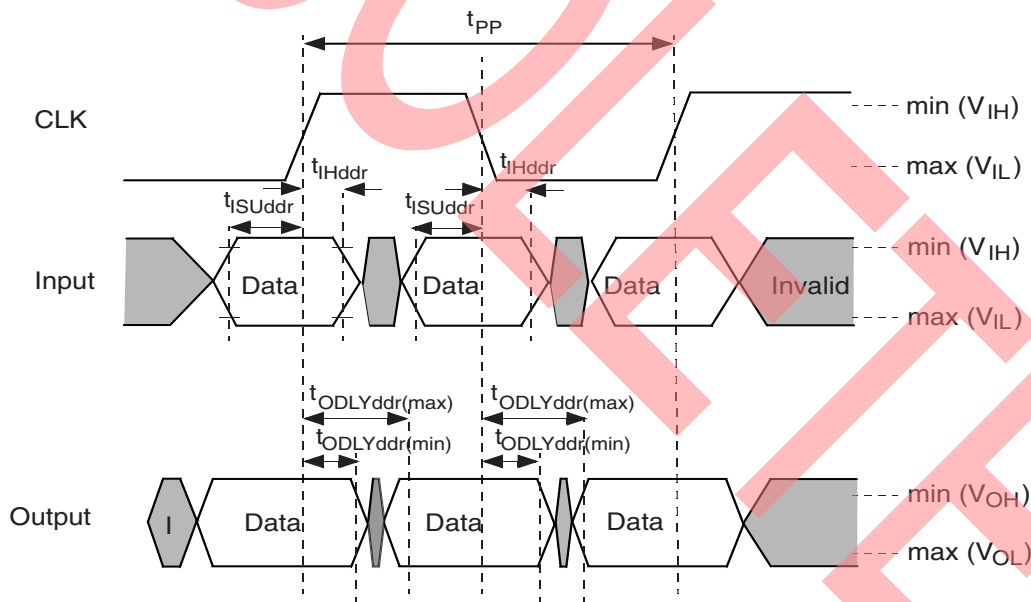 tPP
CLK
min (VIH)
max (VIL)
tIHddr
tIHddr
tISUddr
tISUddr
Input
Data
Data
Data
Invalid
min (VIH)
max (VIL)
tODLYddr(max)
tODLYddr(max)
tODLYddr(min)
tODLYddr(min)
Output
I
Data
Data
Data
min (VOH)
max (VOL)